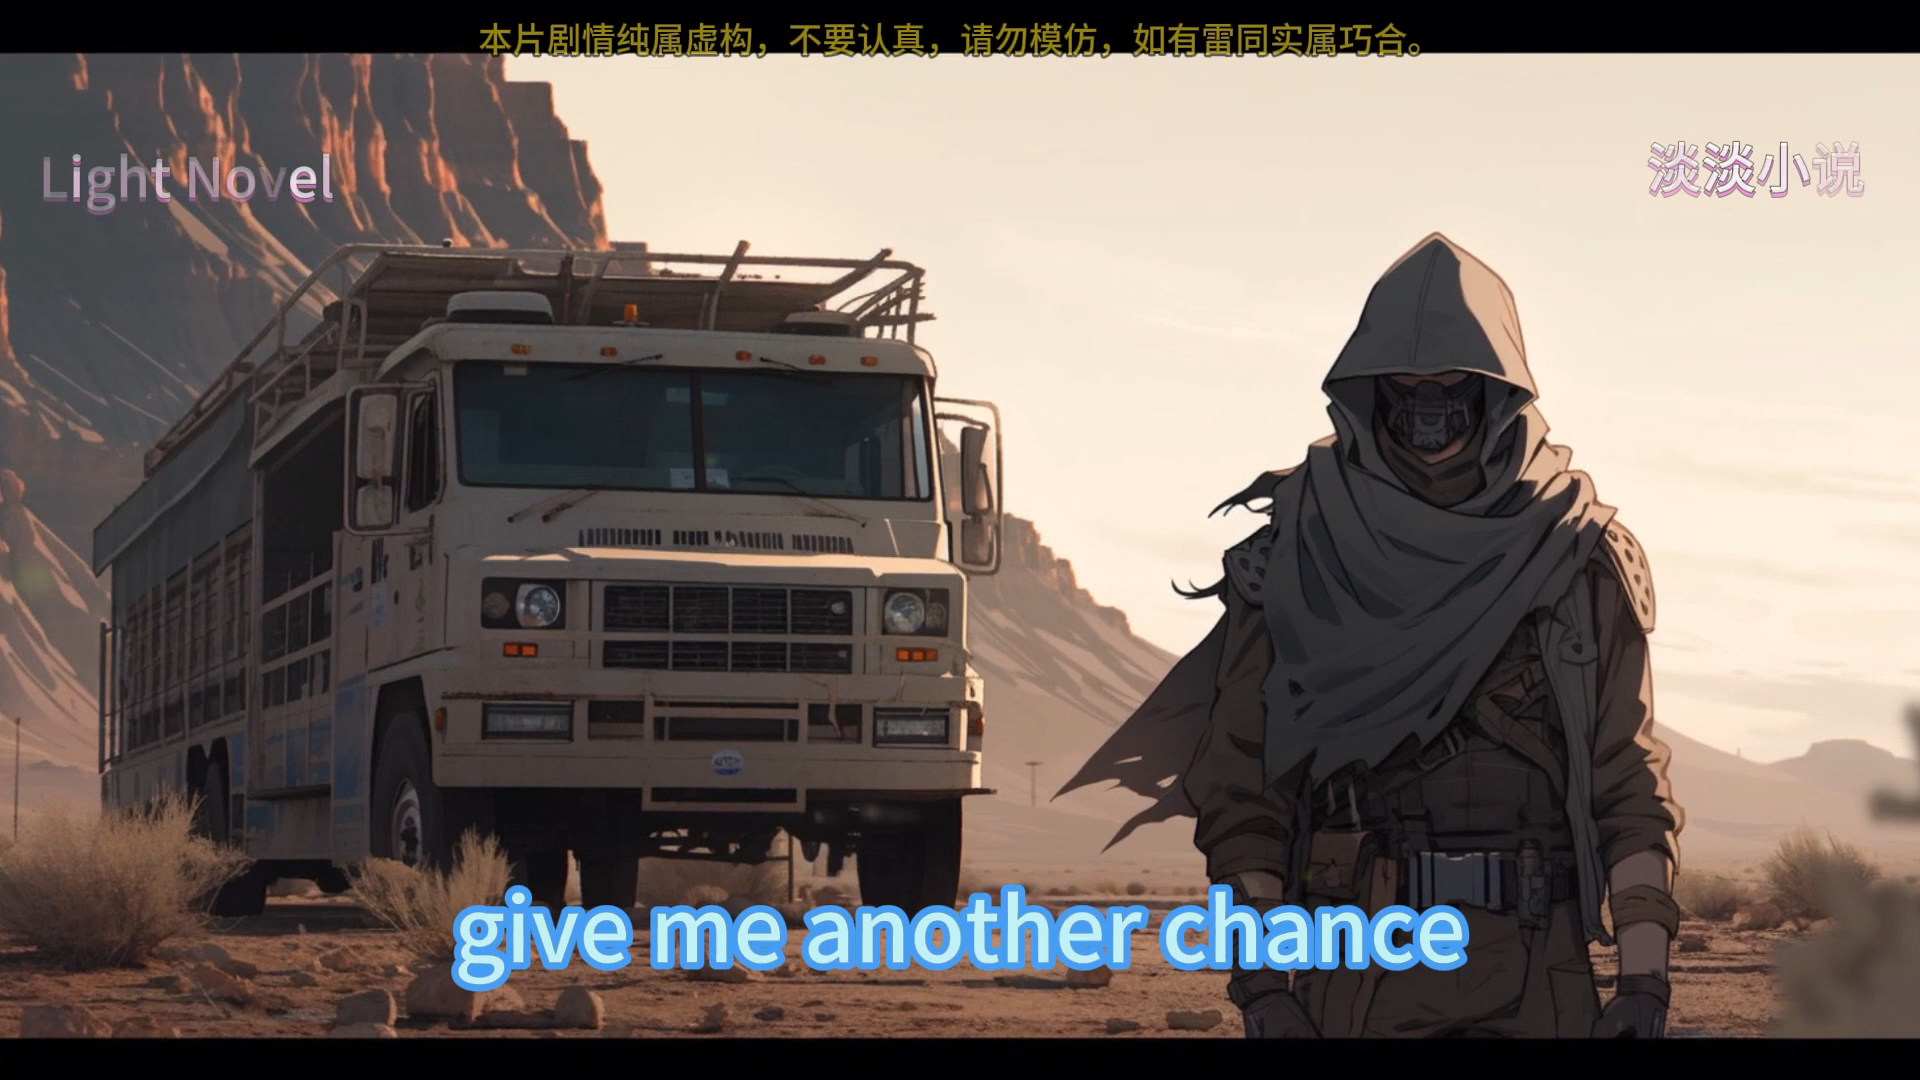 本片剧情纯属虚构，不要认真，请勿模仿，如有雷同实属巧合。
Light Novel
淡淡小说
give me another chance